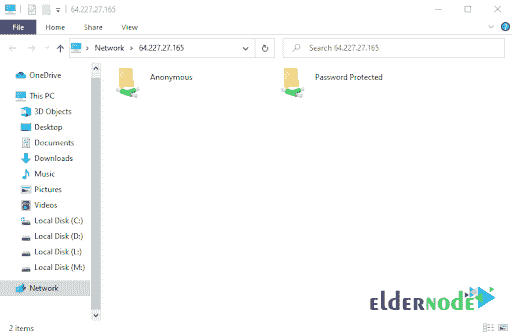 64.227.27.165
File
Home
Share
View
Network
64.227.27.165
Search 64.227.27.165
OneDrive
This PC
3D Objects
Desktop
Documents
Downloads
Music
Pictures
Videos
Local Disk (C:)
Local Disk (D:)
Local Disk (L:)
Local Disk (M:)
Network
Anonymous
Password Protected
elderNode
2 items